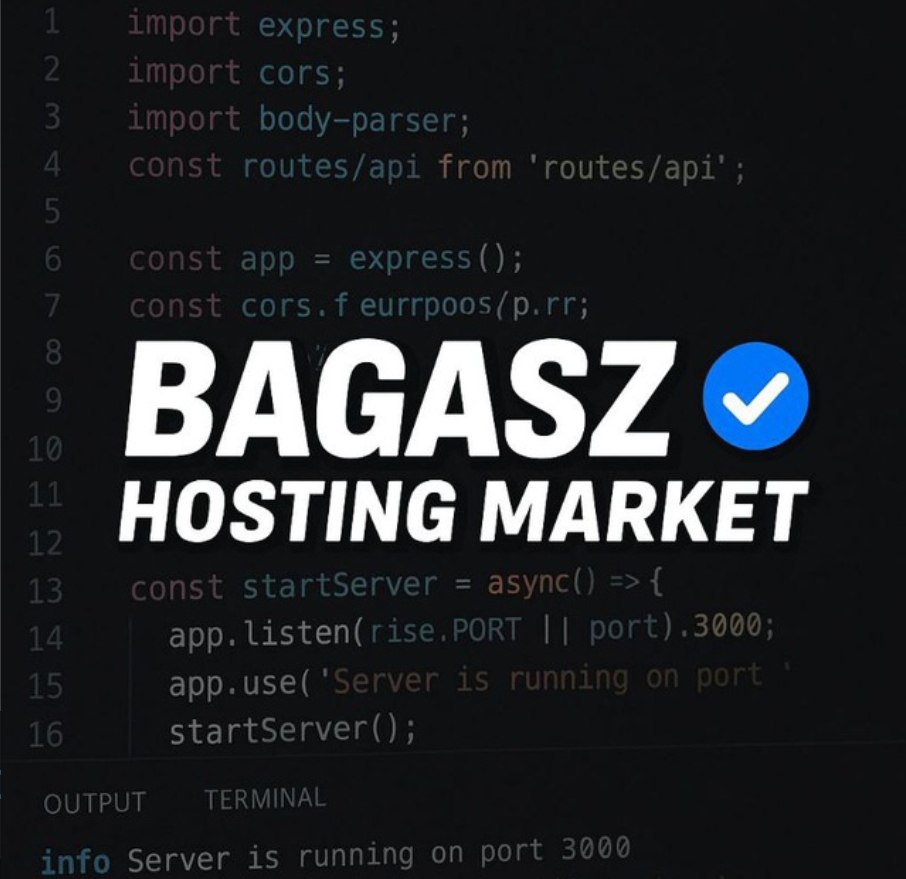 1 import express;
2 import cors;
3 import body-parser;
4 const routes/api from 'routes/api';
5
6 const app = express();
7 const cors.f eurrpoos/p.rr;
8
BAGASZ
9
10
11
HOSTING MARKET
12
13 const startServer = async() => {
14 app.listen(rise.PORT || port).3000;
15 app.use('Server is running on port '
16 startServer();
OUTPUT TERMINAL
info Server is running on port 3000